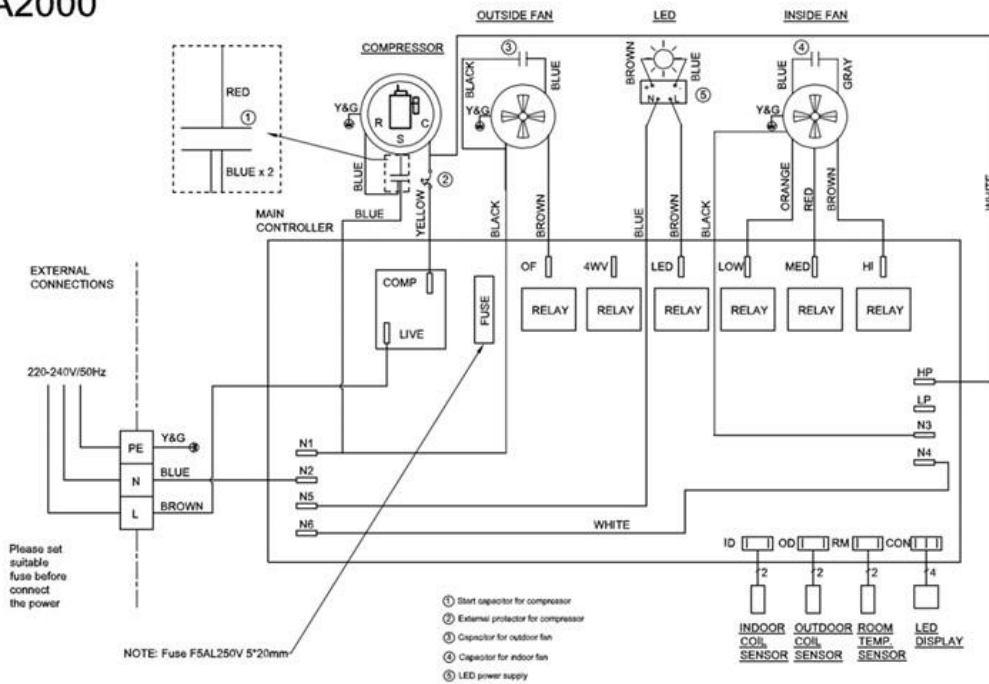 A2000
OUTSIDE FAN
LED
INSIDE FAN
COMPRESSOR
RED
①
BLUE x 2
Y&G
R
C
S
BLUE
BLUE
YELLOW
②
③
BLACK
BLUE
Y&G
BLACK
BROWN
BROWN
BLUE
+
-
N
L
⑤
BLUE
BROWN
④
BLUE
GRAY
Y&G
BLACK
ORANGE
RED
BROWN
WHITE
MAIN
CONTROLLER
EXTERNAL
CONNECTIONS
220-240V/50Hz
PE
Y&G
N
BLUE
L
BROWN
Please set
suitable
fuse before
connect
the power
COMP
LIVE
FUSE
OF
4WV
LED
LOW
MED
HI
RELAY
RELAY
RELAY
RELAY
RELAY
RELAY
HP
LP
N3
N4
N1
N2
N5
N6
WHITE
ID
OD
RM
CON
2
2
2
4
INDOOR
COIL
SENSOR
OUTDOOR
COIL
SENSOR
ROOM
TEMP.
SENSOR
LED
DISPLAY
① Start capacitor for compressor
② External protector for compressor
③ Capacitor for outdoor fan
④ Capacitor for indoor fan
⑤ LED power supply
NOTE: Fuse F5AL250V 5*20mm